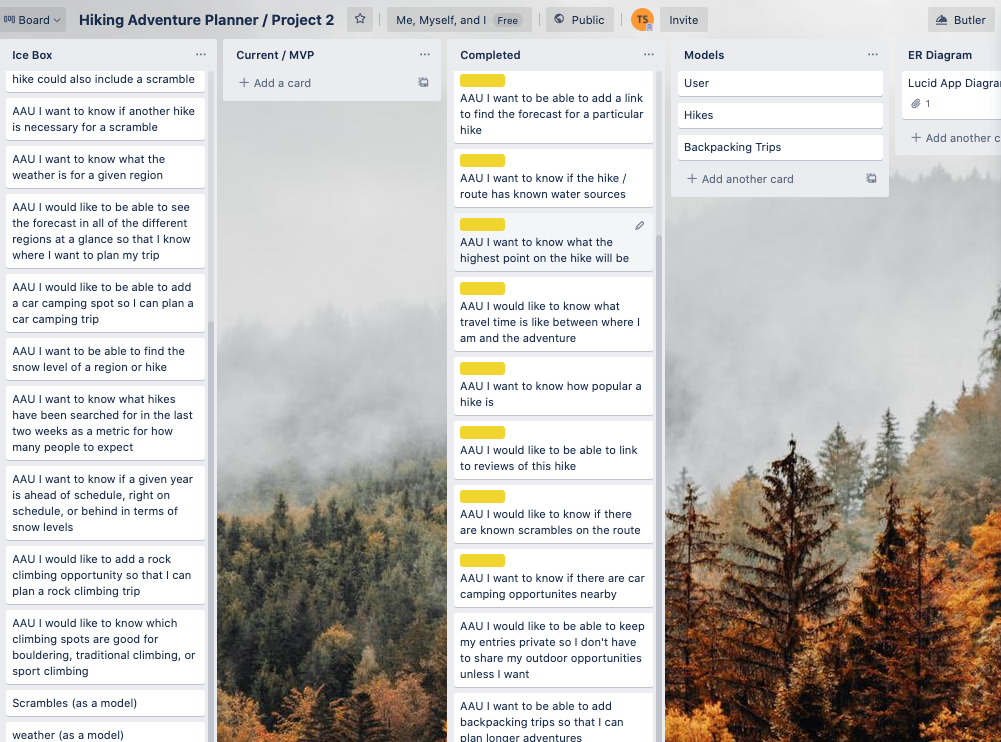 Board
Hiking Adventure Planner / Project 2
Me, Myself, and I
Free
Public
TS
Invite
Butler
Ice Box
hike could also include a scramble
AAU I want to know if another hike
is necessary for a scramble
AAU I want to know what the
weather is for a given region
AAU I would like to be able to see
the forecast in all of the different
regions at a glance so that I know
where I want to plan my trip
AAU I would like to be able to add
a car camping spot so I can plan a
car camping trip
AAU I want to be able to find the
snow level of a region or hike
AAU I want to know what hikes
have been searched for in the last
two weeks as a metric for how
many people to expect
AAU I want to know if a given year
is ahead of schedule, right on
schedule, or behind in terms of
snow levels
AAU I would like to add a rock
climbing opportunity so that I can
plan a rock climbing trip
AAU I would like to know which
climbing spots are good for
bouldering, traditional climbing, or
sport climbing
Scrambles (as a model)
weather (as a model)
Current / MVP
+ Add a card
Completed
AAU I want to be able to add a link
to find the forecast for a particular
hike
AAU I want to know if the hike /
route has known water sources
AAU I want to know what the
highest point on the hike will be
AAU I would like to know what
travel time is like between where I
am and the adventure
AAU I want to know how popular a
hike is
AAU I would like to be able to link
to reviews of this hike
AAU I would like to know if there
are known scrambles on the route
AAU I want to know if there are car
camping opportunites nearby
AAU I would like to be able to keep
my entries private so I don't have
to share my outdoor opportunities
unless I want
AAU I want to be able to add
backpacking trips so that I can
plan longer adventures
Models
User
Hikes
Backpacking Trips
+ Add another card
ER Diagram
Lucid App Diagra
1
+ Add another c